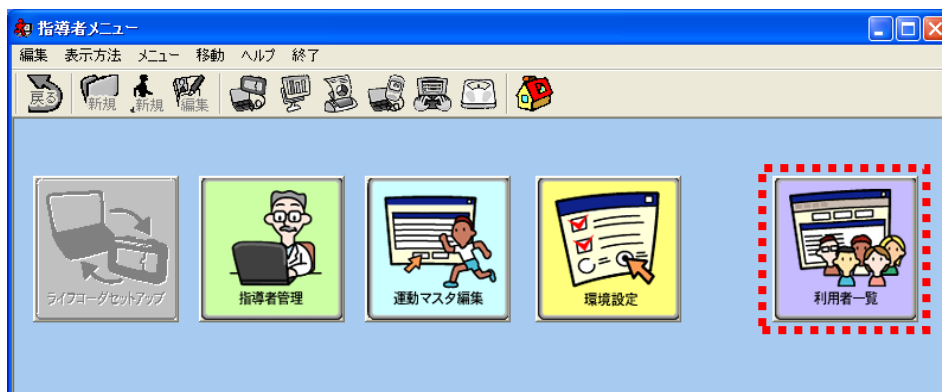 指導者メニュー
編集 表示方法 メニュー 移動 ヘルプ 終了
戻る 新規 新規 編集
ライフコーダセットアップ 指導者管理 運動マスタ編集 環境設定 利用者一覧